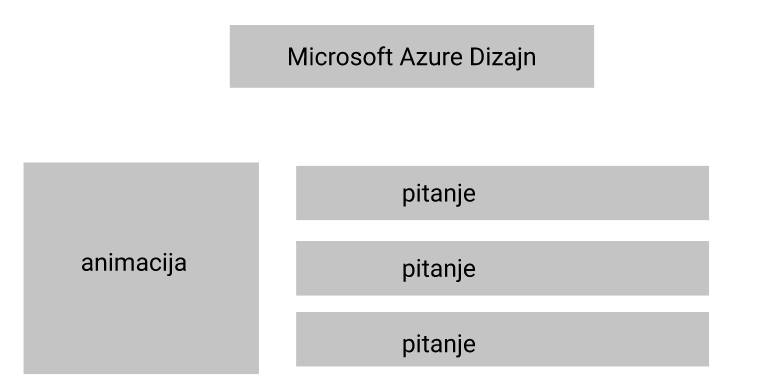 Microsoft Azure Dizajn
animacija
pitanje
pitanje
pitanje